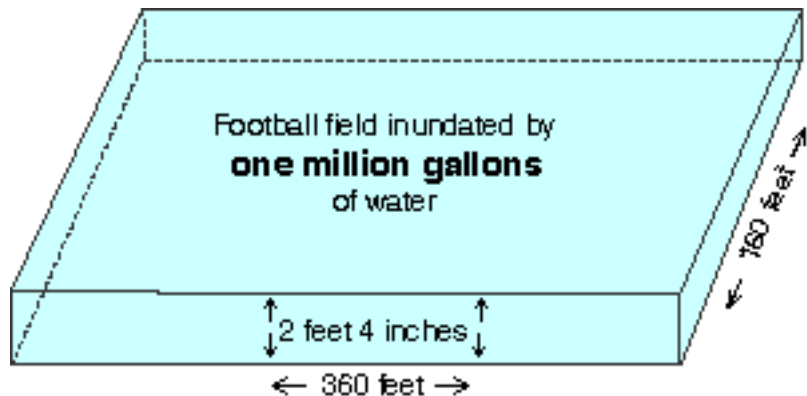 Football field inundated by
one million gallons
of water
160 feet
2 feet 4 inches
360 feet